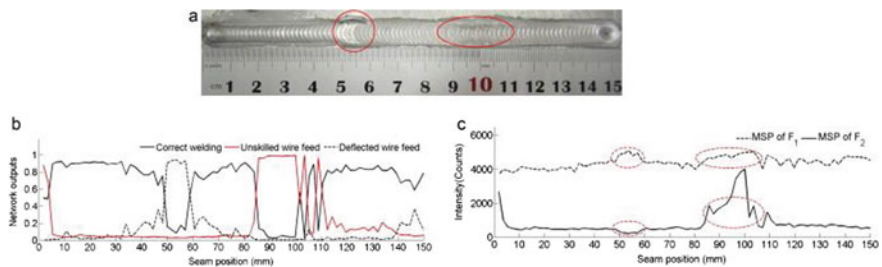 a
cm 1 2 3 4 5 6 7 8 9 10 11 12 13 14 15
b
Correct welding Unskilled wire feed Deflected wire feed
Network outputs
1
0.8
0.6
0.4
0.2
0
0 10 20 30 40 50 60 70 80 90 100 110 120 130 140 150
Seam position (mm)
c
MSP of F1 MSP of F2
Intensity(Counts)
6000
4000
2000
0
0 10 20 30 40 50 60 70 80 90 100 110 120 130 140 150
Seam position (mm)